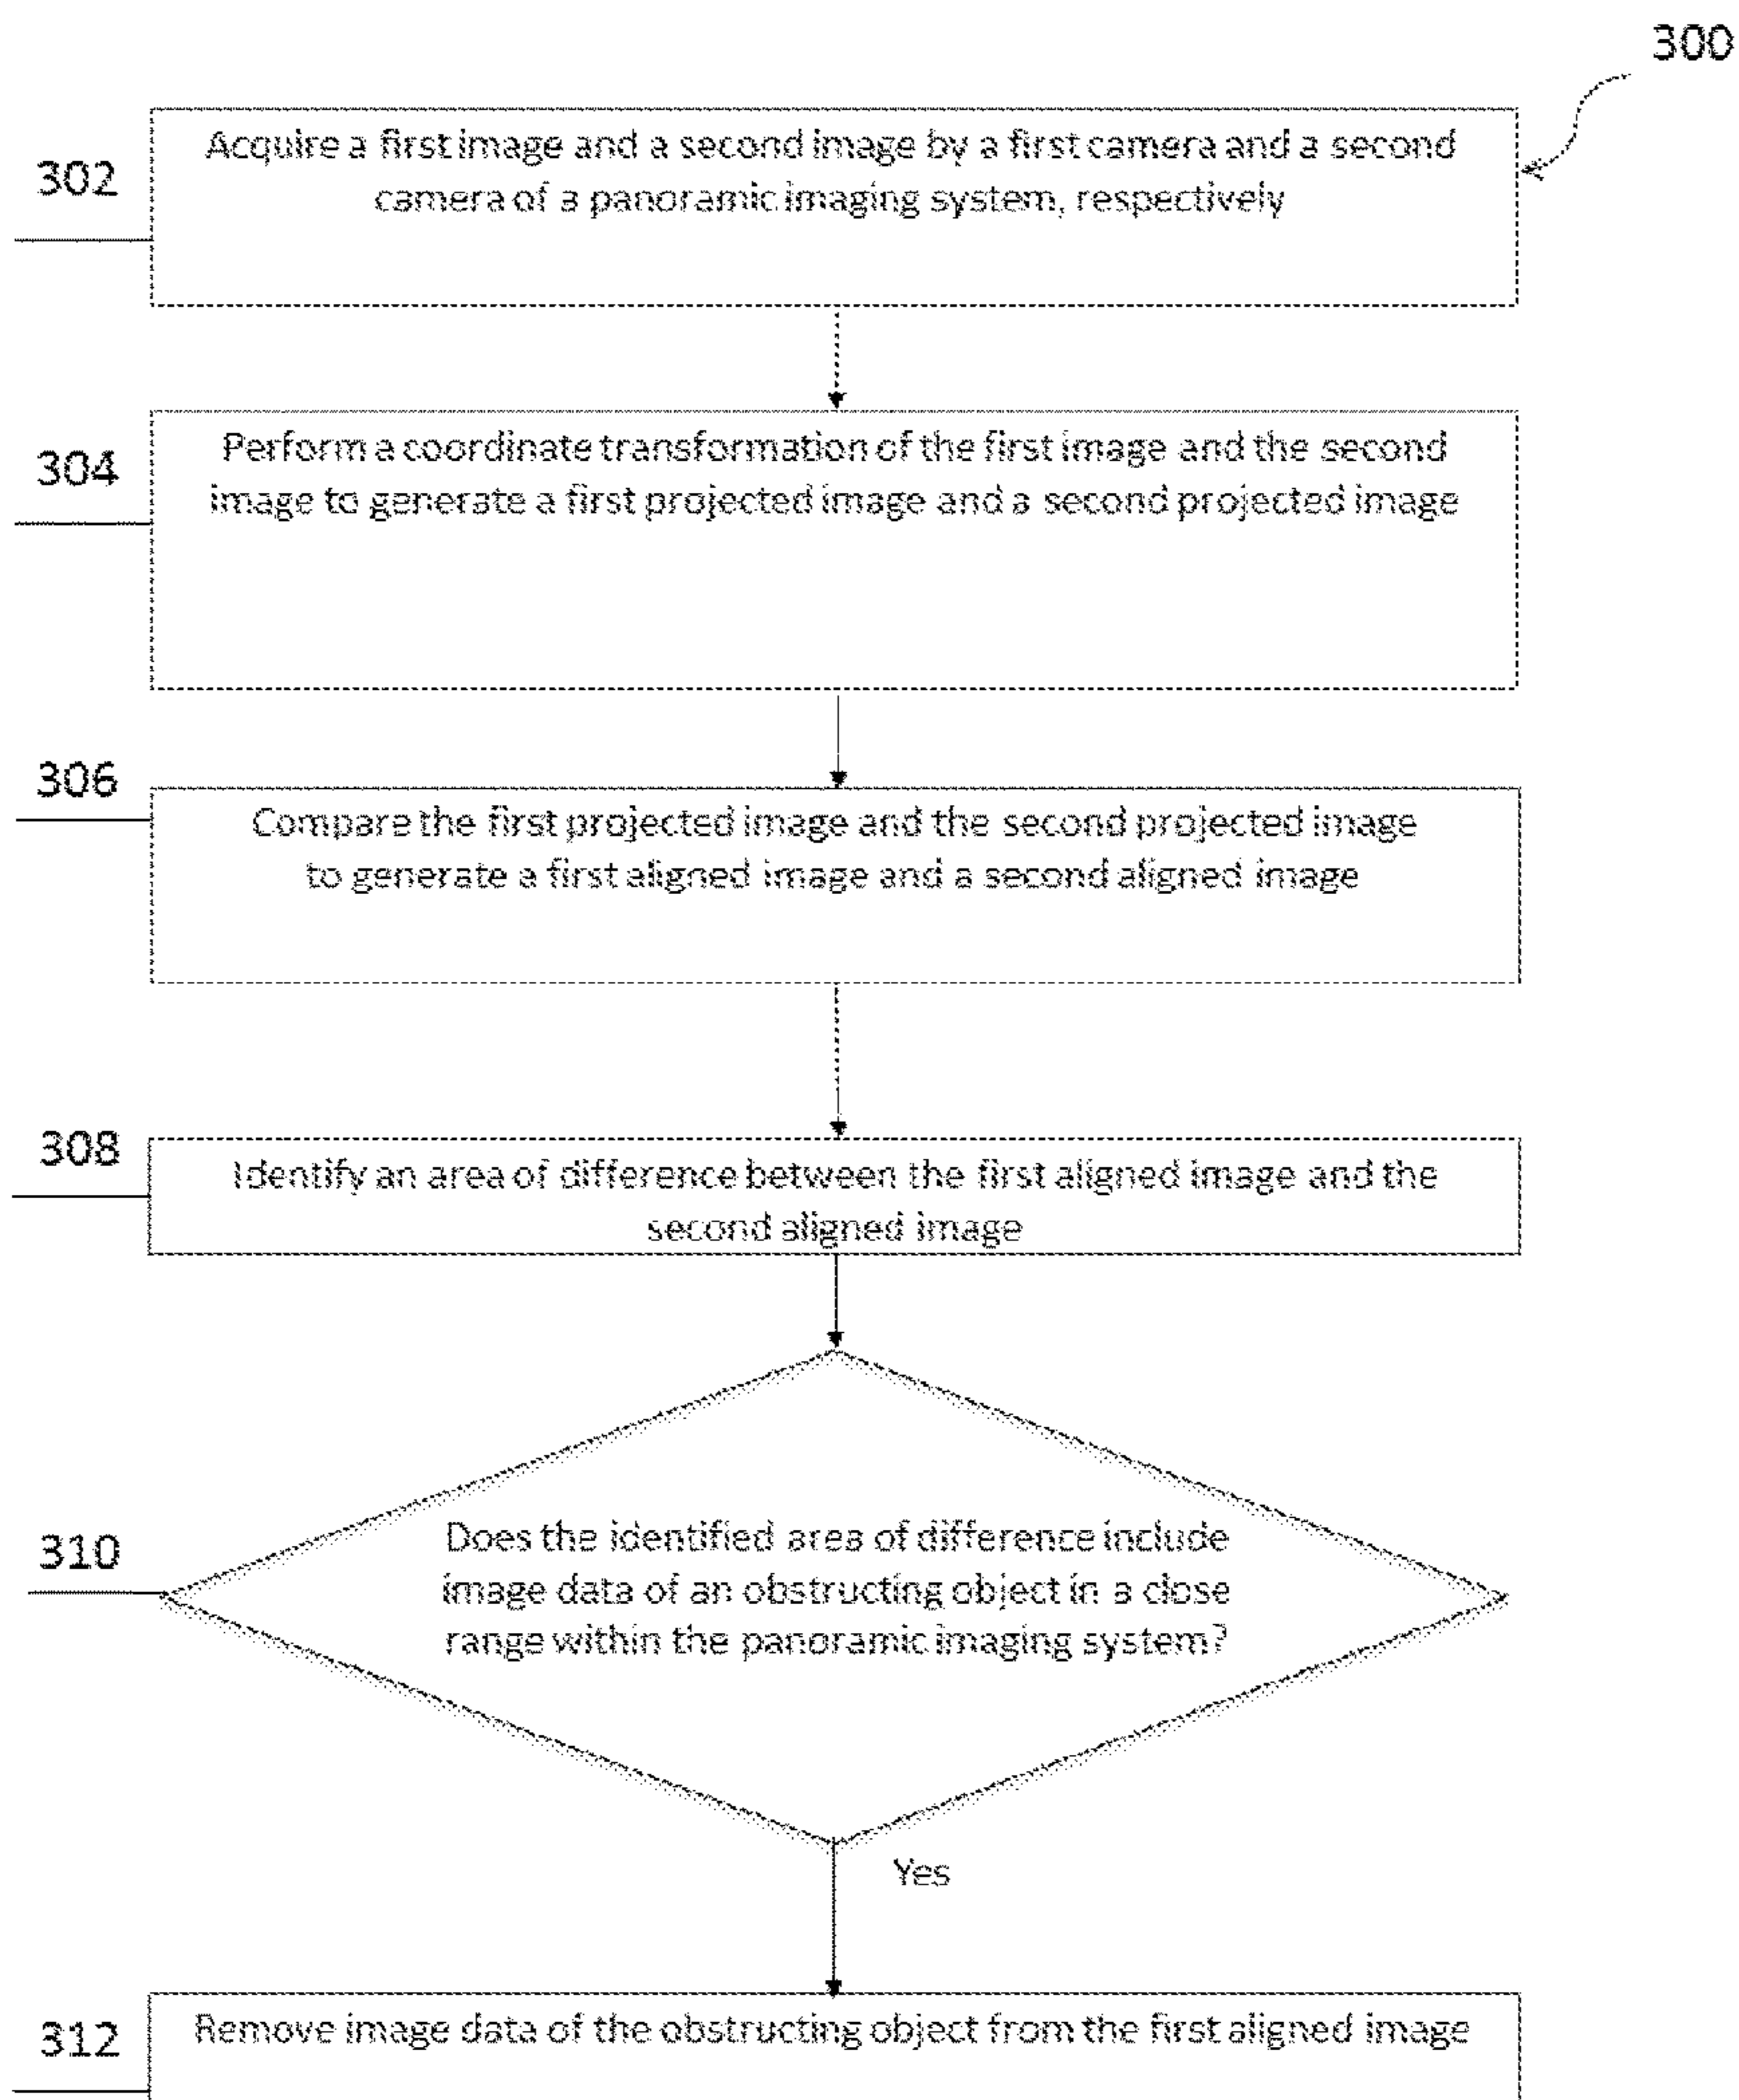 300
302
Acquire a first image and a second image by a first camera and a second
camera of a panoramic imaging system, respectively
304
Perform a coordinate transformation of the first image and the second
image to generate a first projected image and a second projected image
306
Compare the first projected image and the second projected image
to generate a first aligned image and a second aligned image
308
Identify an area of difference between the first aligned image and the
second aligned image
310
Does the identified area of difference include
image data of an obstructing object in a close
range within the panoramic imaging system?
Yes
312
Remove image data of the obstructing object from the first aligned image